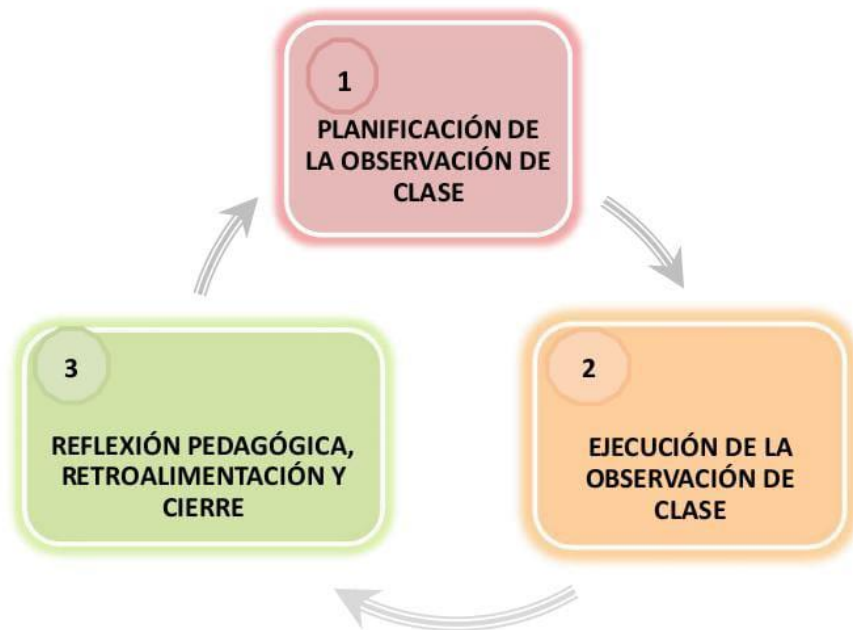 1
PLANIFICACIÓN DE
LA OBSERVACIÓN DE
CLASE
2
EJECUCIÓN DE LA
OBSERVACIÓN DE
CLASE
3
REFLEXIÓN PEDAGÓGICA,
RETROALIMENTACIÓN Y
CIERRE